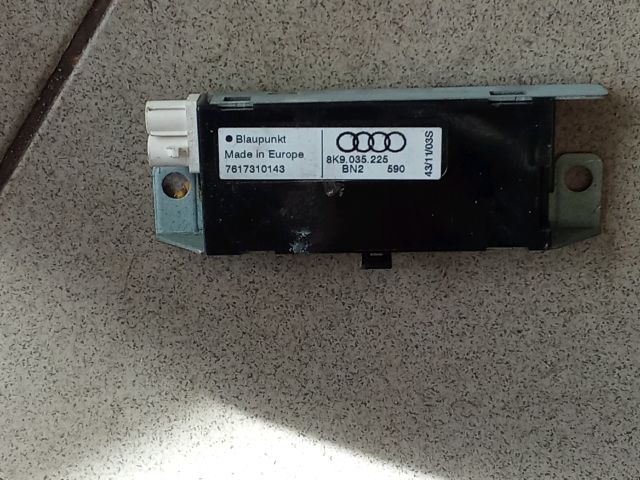 ● Blaupunkt
Made in Europe
7617310143
8K9.035.225
BN2 590
43/11/03S